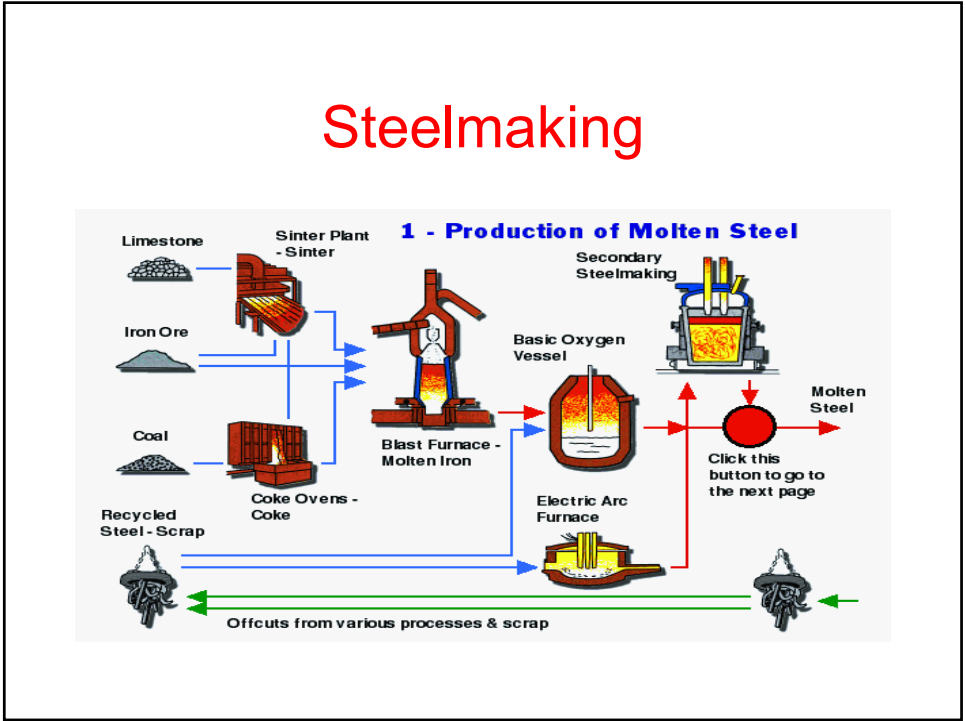 Steelmaking
1 - Production of Molten Steel
Limestone
Sinter Plant
- Sinter
Secondary
Steelmaking
Iron Ore
Basic Oxygen
Vessel
Molten
Steel
Coal
Blast Furnace -
Molten Iron
Click this
button to go to
the next page
Coke Ovens -
Coke
Electric Arc
Furnace
Recycled
Steel - Scrap
Offcuts from various processes & scrap